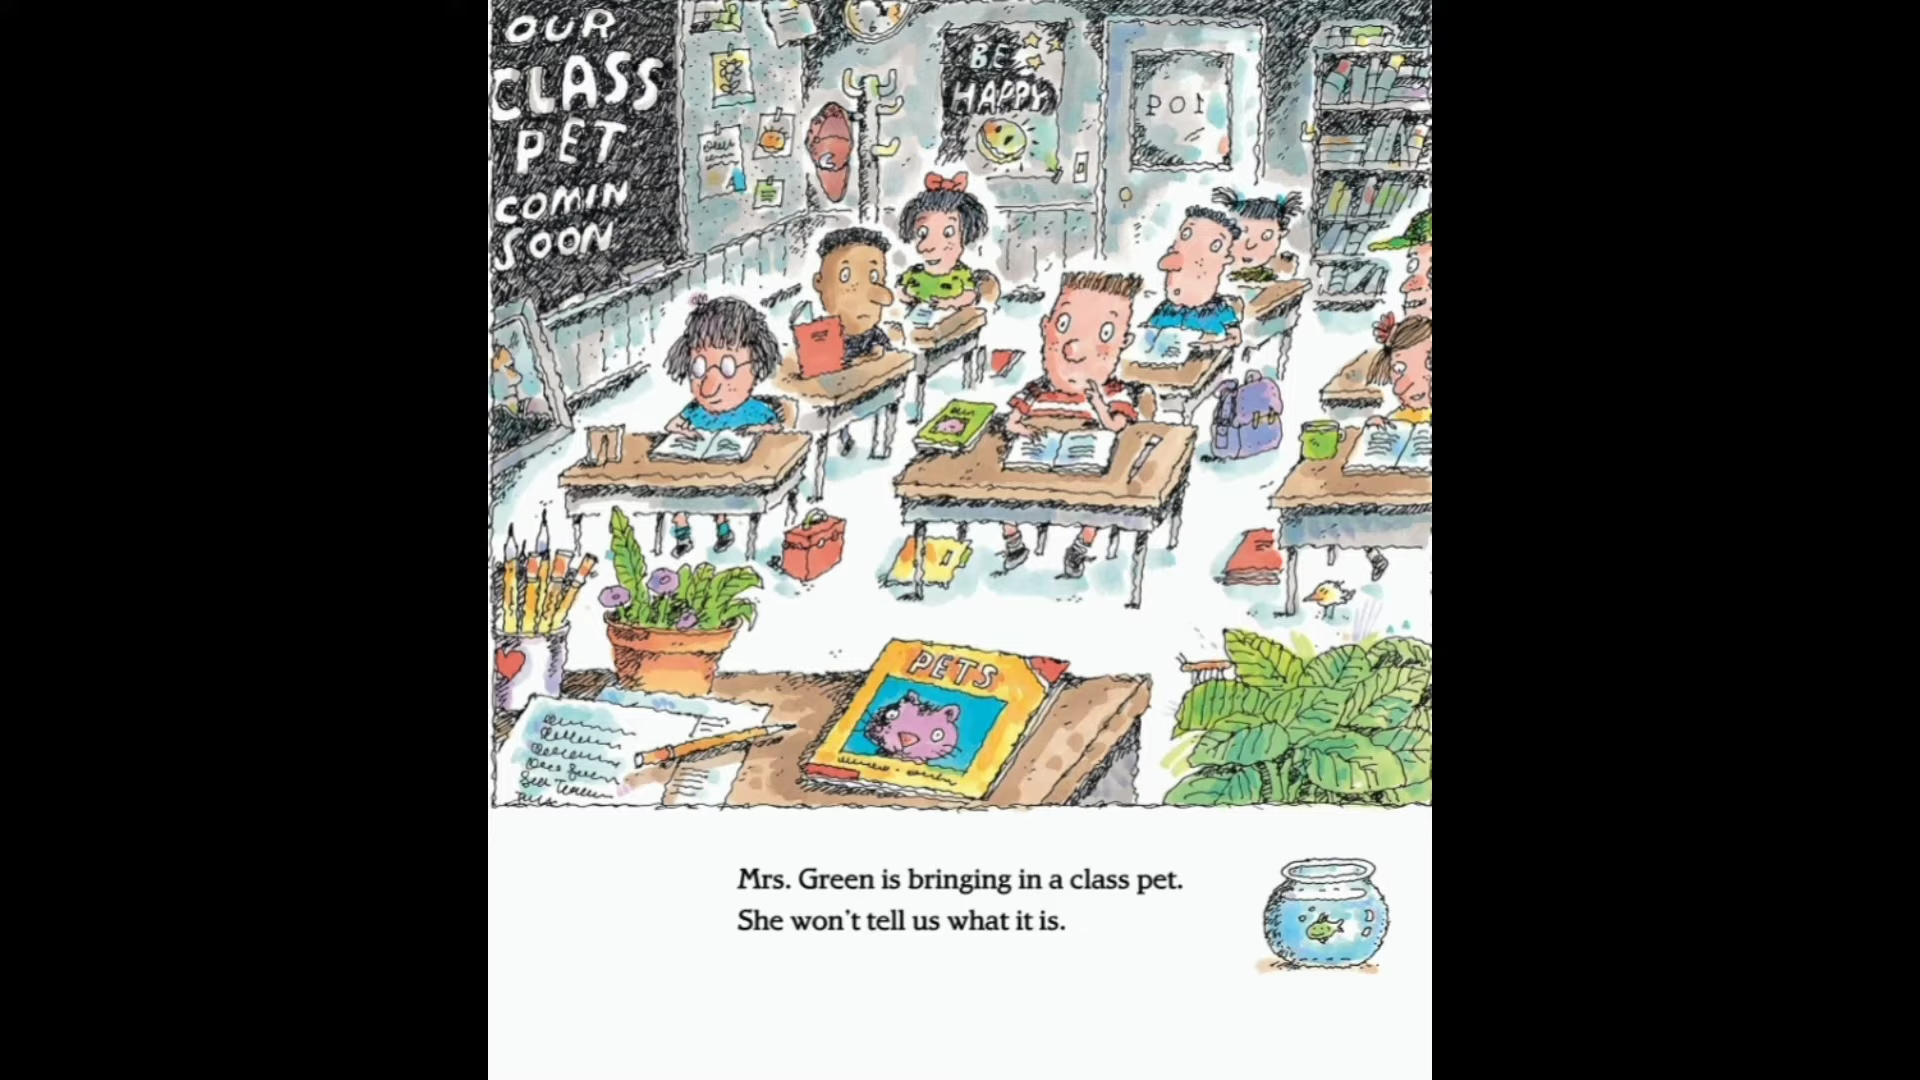 OUR
CLASS
PET
COMIN
SOON
BE
HAPPY
109
PETS
Mrs. Green is bringing in a class pet.
She won't tell us what it is.